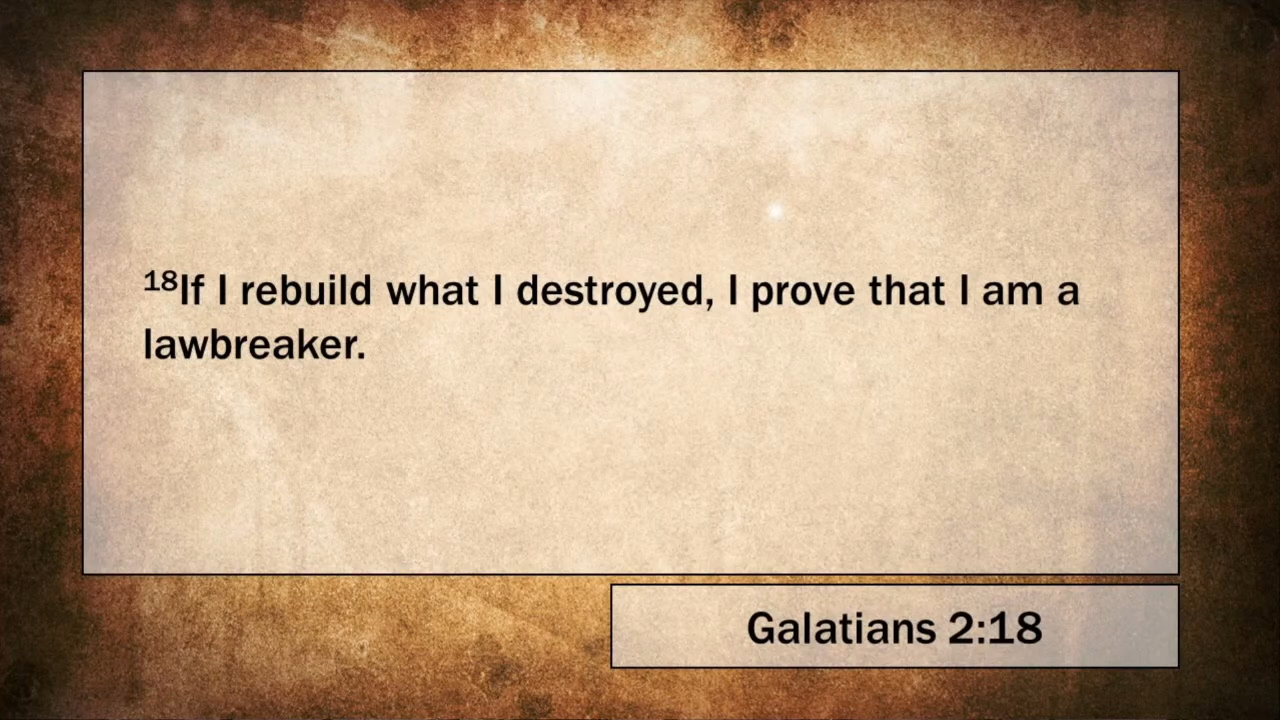 ¹⁸If I rebuild what I destroyed, I prove that I am a
lawbreaker.
Galatians 2:18